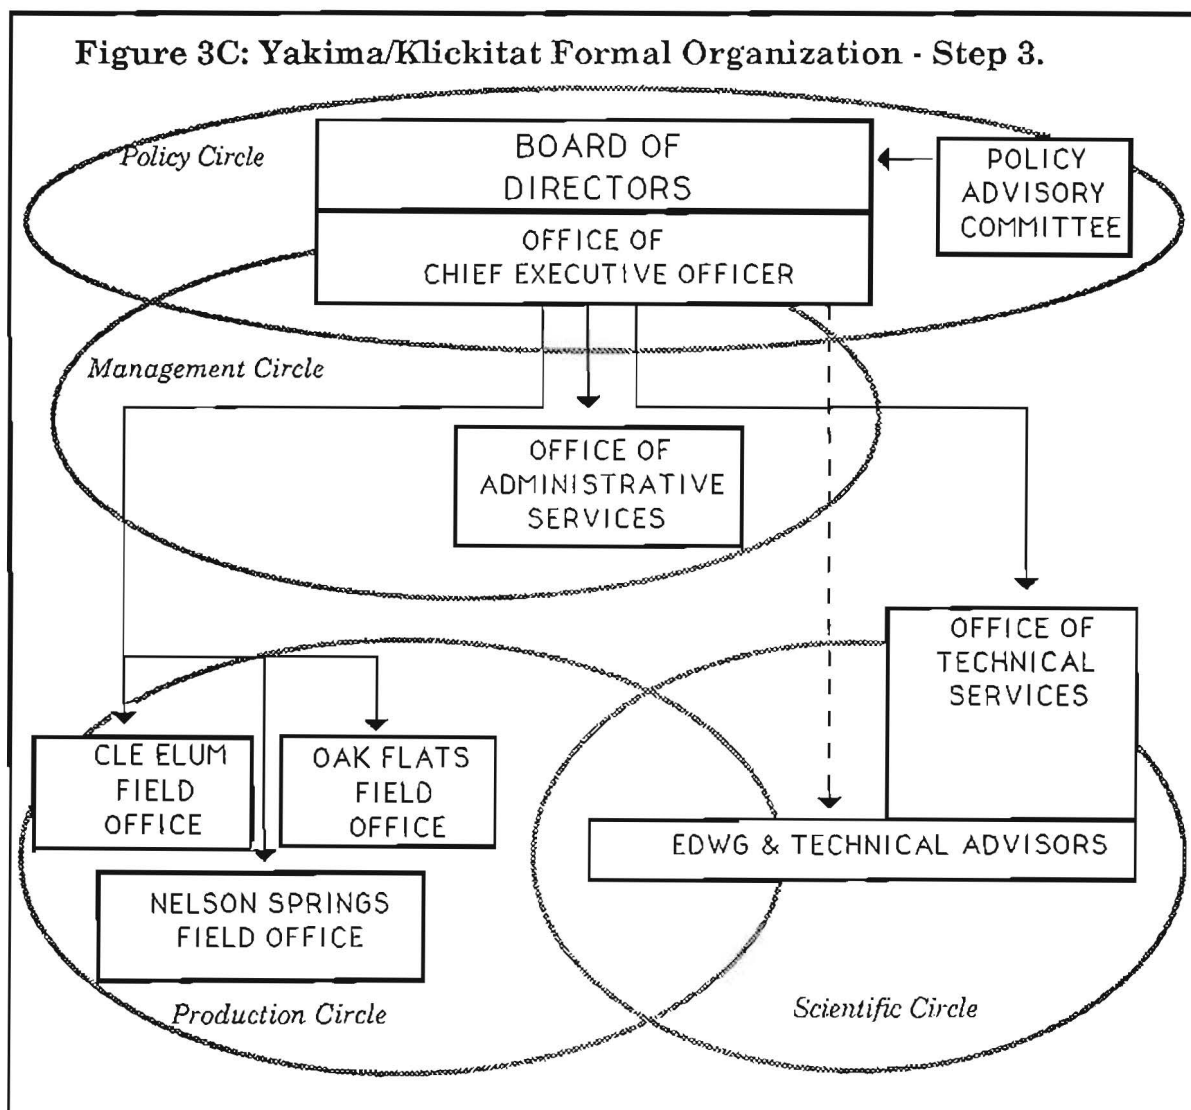 Figure 3C: Yakima/Klickitat Formal Organization - Step 3.
Policy Circle
BOARD OF
DIRECTORS
POLICY
ADVISORY
COMMITTEE
OFFICE OF
CHIEF EXECUTIVE OFFICER
Management Circle
OFFICE OF
ADMINISTRATIVE
SERVICES
OFFICE OF
TECHNICAL
SERVICES
CLE ELUM
FIELD
OFFICE
OAK FLATS
FIELD
OFFICE
EDWG & TECHNICAL ADVISORS
NELSON SPRINGS
FIELD OFFICE
Production Circle
Scientific Circle